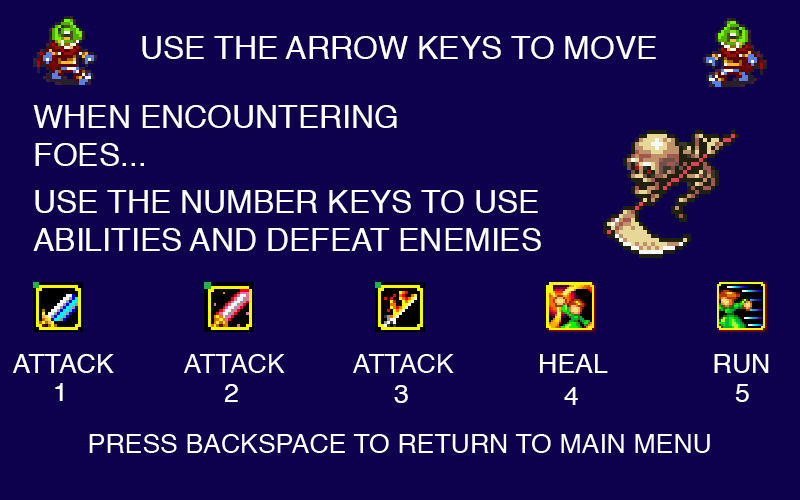 USE THE ARROW KEYS TO MOVE
WHEN ENCOUNTERING
FOES...
USE THE NUMBER KEYS TO USE
ABILITIES AND DEFEAT ENEMIES
ATTACK
1
ATTACK
2
ATTACK
3
HEAL
4
RUN
5
PRESS BACKSPACE TO RETURN TO MAIN MENU